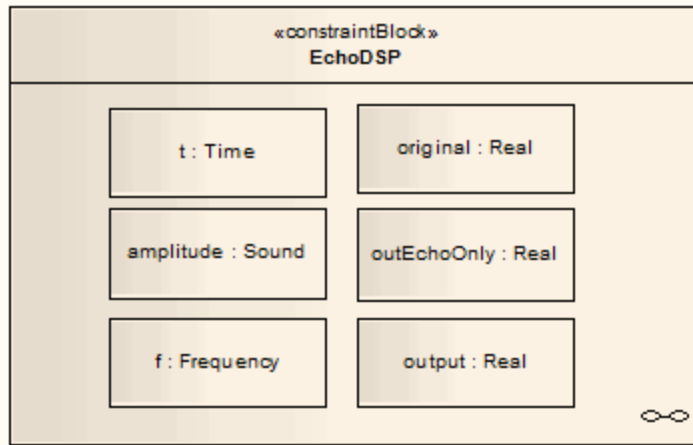 «constraintBlock»
EchoDSP
t : Time
original : Real
amplitude : Sound
outEchoOnly : Real
f : Frequency
output : Real